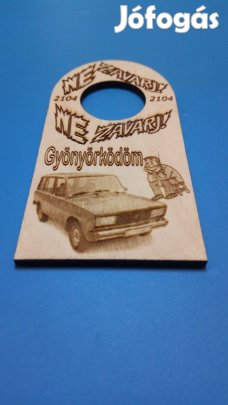 Jófogás
NE ZAVARJ!
2104 2104
NE ZAVARJ!
Gyönyörködöm